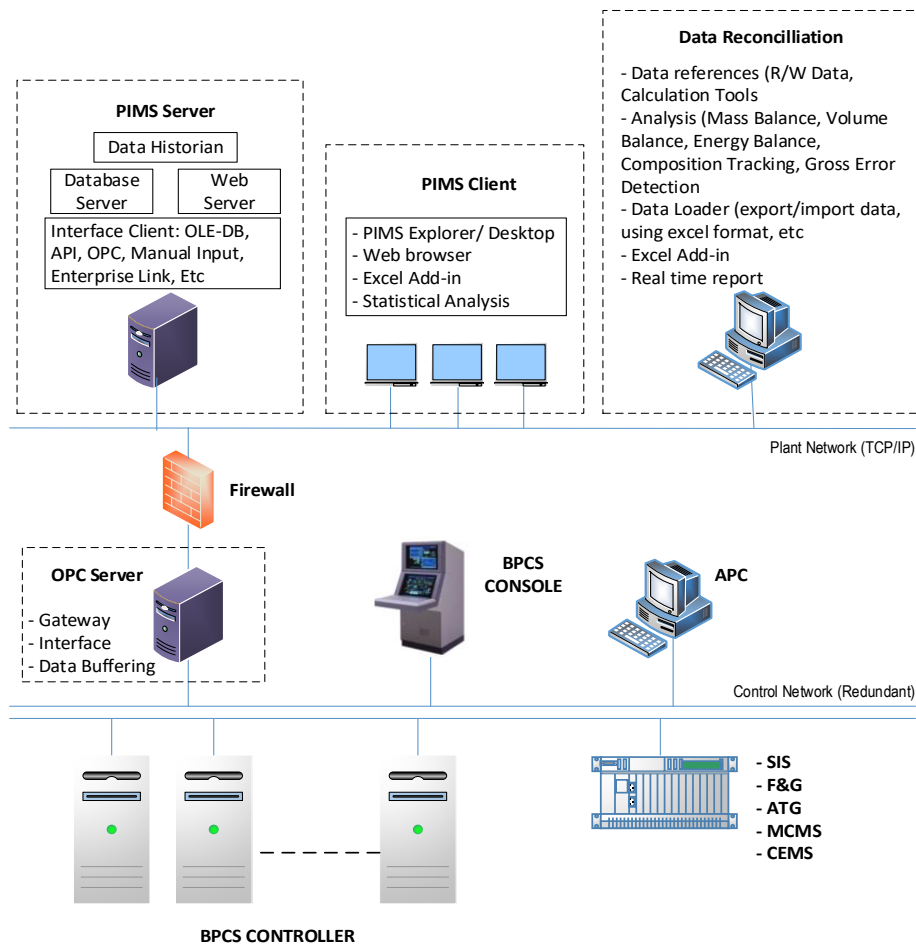 PIMS Server
Data Historian
Database
Server
Web
Server
Interface Client: OLE-DB,
API, OPC, Manual Input,
Enterprise Link, Etc
PIMS Client
- PIMS Explorer/ Desktop
- Web browser
- Excel Add-in
- Statistical Analysis
Data Reconcilliation
- Data references (R/W Data,
Calculation Tools
- Analysis (Mass Balance, Volume
Balance, Energy Balance,
Composition Tracking, Gross Error
Detection
- Data Loader (export/import data,
using excel format, etc
- Excel Add-in
- Real time report
Plant Network (TCP/IP)
Firewall
OPC Server
- Gateway
- Interface
- Data Buffering
BPCS
CONSOLE
APC
Control Network (Redundant)
- SIS
- F&G
- ATG
- MCMS
- CEMS
BPCS CONTROLLER